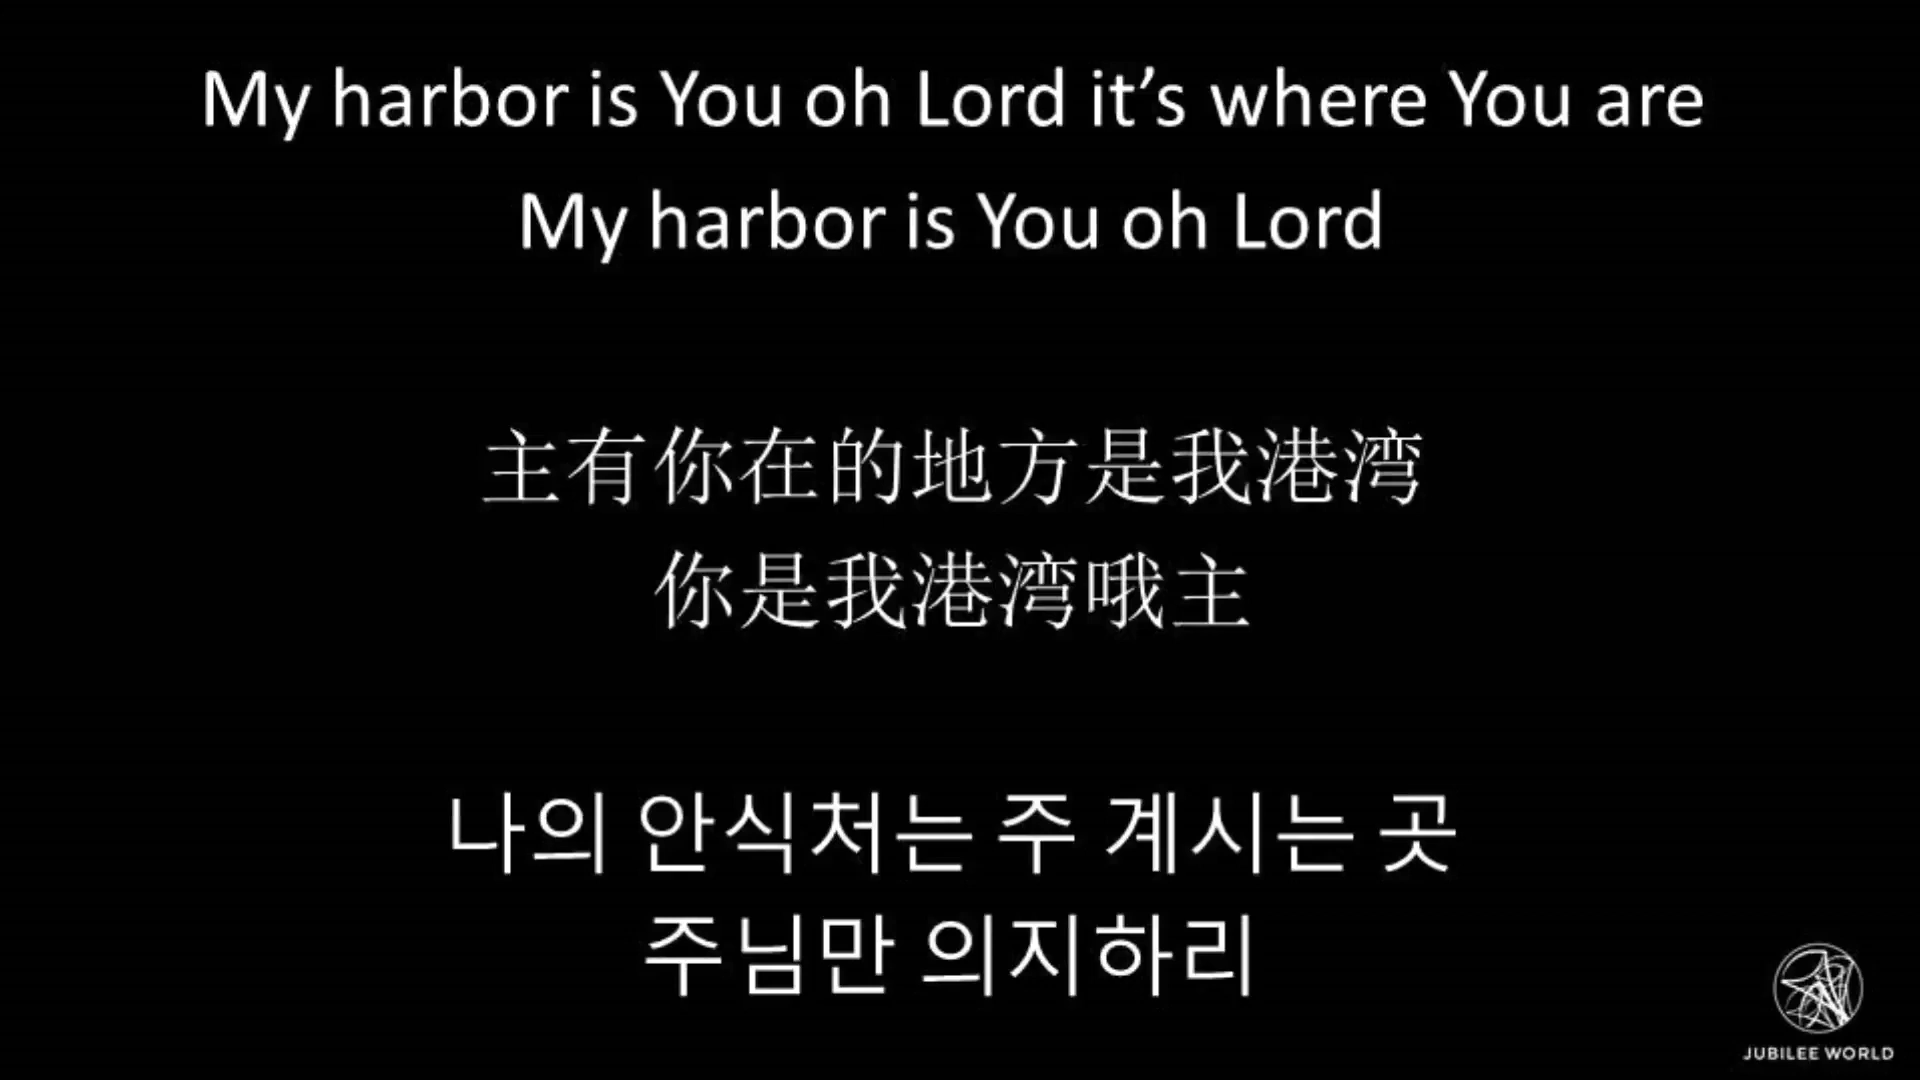 My harbor is You oh Lord it’s where You are
My harbor is You oh Lord
主有你在的地方是我港湾
你是我港湾哦主
나의 안식처는 주 계시는 곳
주님만 의지하리
JUBILEE WORLD